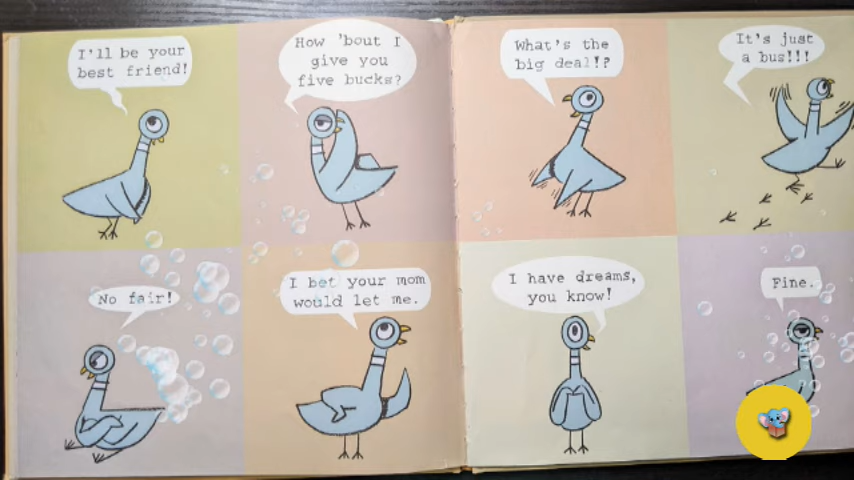 I'll be your
best friend!
How 'bout I
give you
five bucks?
What's the
big deal!?
It's just
a bus!!!
No fair!
I bet your mom
would let me.
I have dreams,
you know!
Fine.